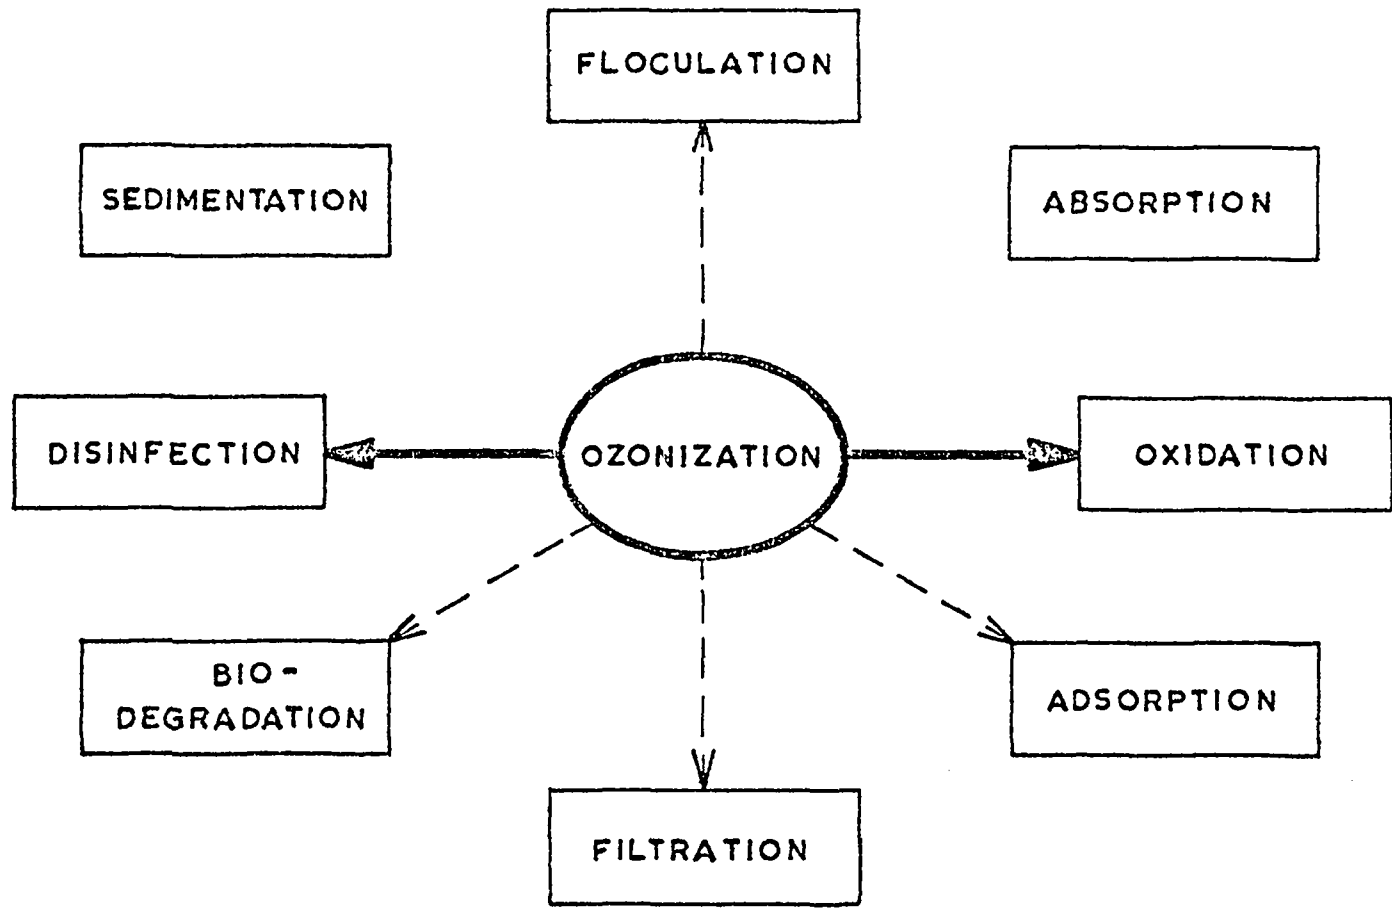 FLOCULATION
SEDIMENTATION
ABSORPTION
DISINFECTION
OZONIZATION
OXIDATION
BIO-
DEGRADATION
ADSORPTION
FILTRATION